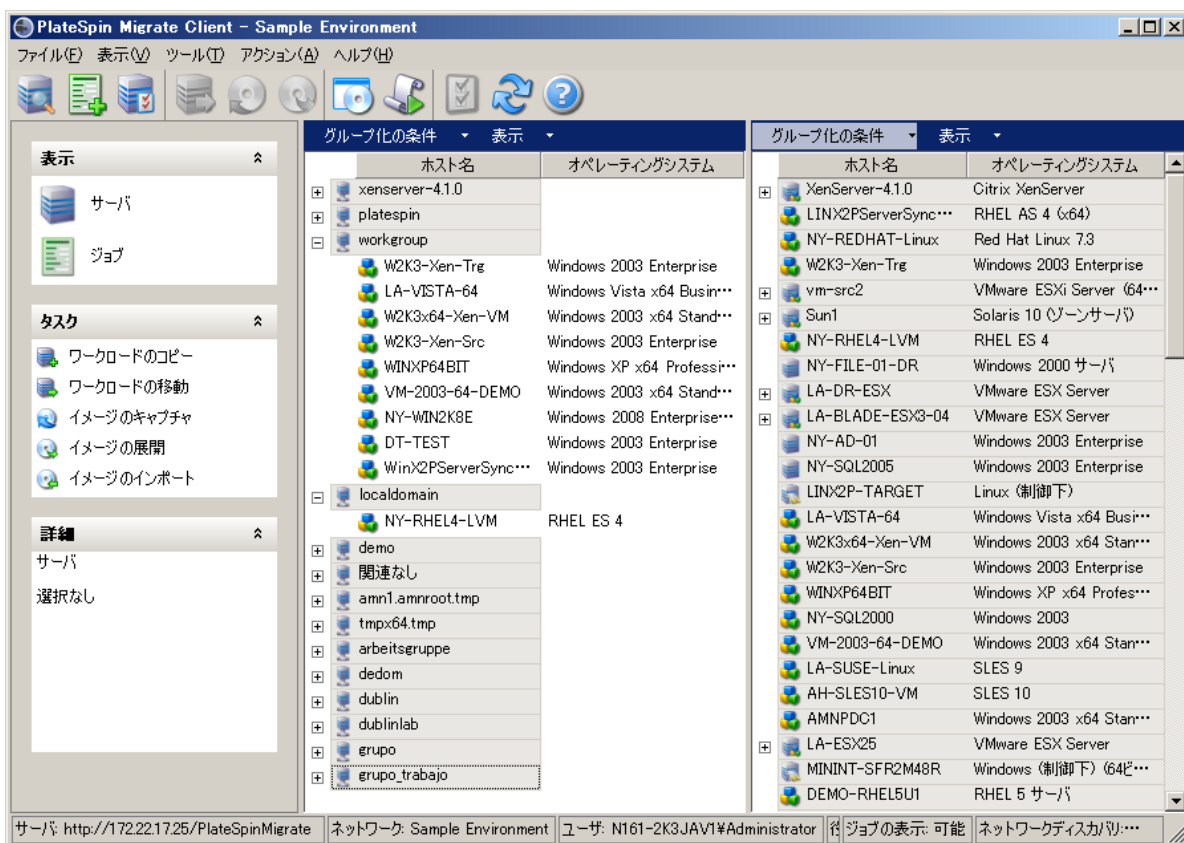 PlateSpin Migrate Client - Sample Environment
ファイル(F) 表示(V) ツール(T) アクション(A) ヘルプ(H)
表示
サーバ
ジョブ
タスク
ワークロードのコピー
ワークロードの移動
イメージのキャプチャ
イメージの展開
イメージのインポート
詳細
サーバ
選択なし
グループ化の条件 表示
ホスト名 オペレーティングシステム
xenserver-4.1.0
platespin
workgroup
W2K3-Xen-Trg Windows 2003 Enterprise
LA-VISTA-64 Windows Vista x64 Busin…
W2K3x64-Xen-VM Windows 2003 x64 Stand…
W2K3-Xen-Src Windows 2003 Enterprise
WINXP64BIT Windows XP x64 Professi…
VM-2003-64-DEMO Windows 2003 x64 Stand…
NY-WIN2K8E Windows 2008 Enterprise…
DT-TEST Windows 2003 Enterprise
WinX2PServerSync… Windows 2003 Enterprise
localdomain
NY-RHEL4-LVM RHEL ES 4
demo
関連なし
amn1.amnroot.tmp
tmpx64.tmp
arbeitsgruppe
dedom
dublin
dublinlab
grupo
grupo_trabajo
グループ化の条件 表示
ホスト名 オペレーティングシステム
XenServer-4.1.0 Citrix XenServer
LINX2PServerSync… RHEL AS 4 (x64)
NY-REDHAT-Linux Red Hat Linux 7.3
W2K3-Xen-Trg Windows 2003 Enterprise
vm-src2 VMware ESXi Server (64…
Sun1 Solaris 10 (ゾーンサーバ)
NY-RHEL4-LVM RHEL ES 4
NY-FILE-01-DR Windows 2000 サーバ
LA-DR-ESX VMware ESX Server
LA-BLADE-ESX3-04 VMware ESX Server
NY-AD-01 Windows 2003 Enterprise
NY-SQL2005 Windows 2003 Enterprise
LINX2P-TARGET Linux (制御下)
LA-VISTA-64 Windows Vista x64 Busi…
W2K3x64-Xen-VM Windows 2003 x64 Stan…
W2K3-Xen-Src Windows 2003 Enterprise
WINXP64BIT Windows XP x64 Profes…
NY-SQL2000 Windows 2003
VM-2003-64-DEMO Windows 2003 x64 Stan…
LA-SUSE-Linux SLES 9
AH-SLES10-VM SLES 10
AMNPDC1 Windows 2003 x64 Stan…
LA-ESX25 VMware ESX Server
MININT-SFR2M48R Windows (制御下) (64ビ…
DEMO-RHEL5U1 RHEL 5 サーバ
サーバ: http://172.22.17.25/PlateSpinMigrate ネットワーク: Sample Environment ユーザ: N161-2K3JAV1¥Administrator ジョブの表示: 可能 ネットワークディスカバリ:…